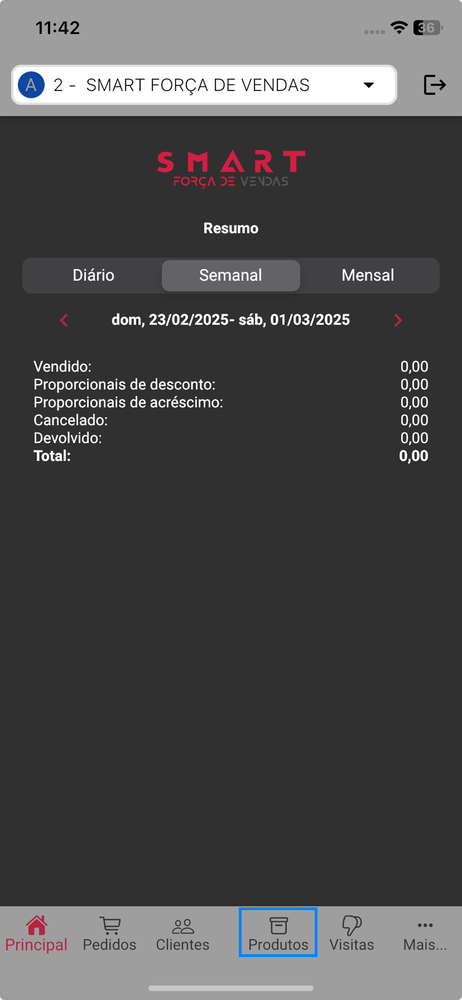 11:42
36
A 2 - SMART FORÇA DE VENDAS
SMART
FORÇA DE VENDAS
Resumo
Diário Semanal Mensal
dom, 23/02/2025- sáb, 01/03/2025
Vendido: 0,00
Proporcionais de desconto: 0,00
Proporcionais de acréscimo: 0,00
Cancelado: 0,00
Devolvido: 0,00
Total: 0,00
Principal Pedidos Clientes Produtos Visitas Mais...